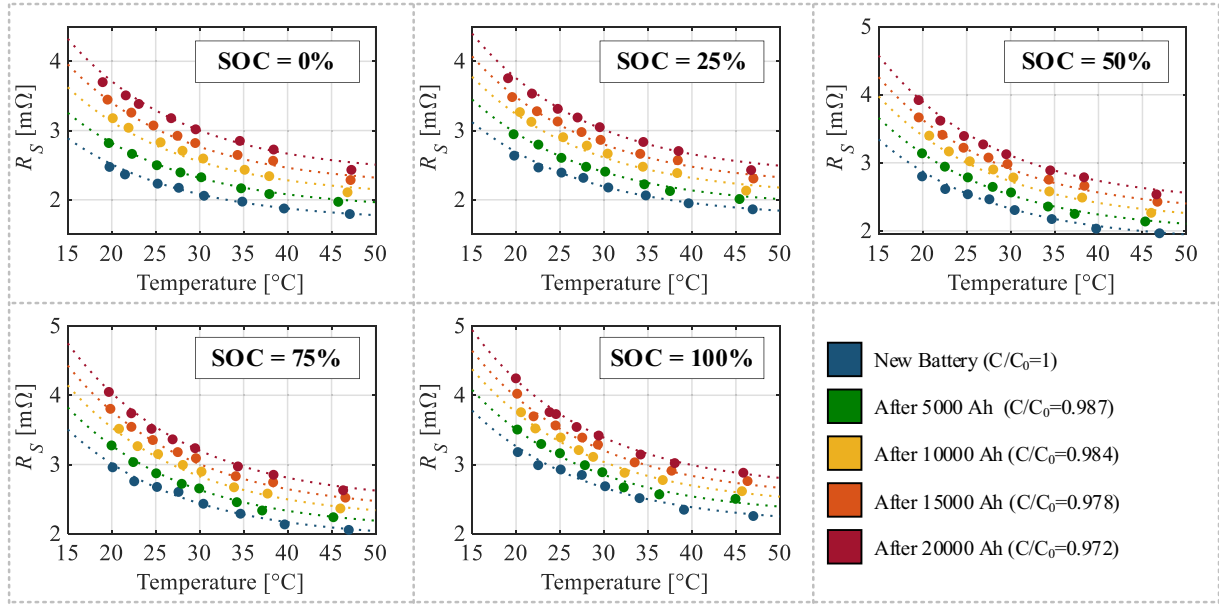 SOC = 0%
4
3
2
R_S [mΩ]
15 20 25 30 35 40 45 50
Temperature [°C]
SOC = 25%
4
3
2
R_S [mΩ]
15 20 25 30 35 40 45 50
Temperature [°C]
SOC = 50%
5
4
3
2
R_S [mΩ]
15 20 25 30 35 40 45 50
Temperature [°C]
SOC = 75%
5
4
3
2
R_S [mΩ]
15 20 25 30 35 40 45 50
Temperature [°C]
SOC = 100%
5
4
3
2
R_S [mΩ]
15 20 25 30 35 40 45 50
Temperature [°C]
New Battery (C/C₀=1)
After 5000 Ah (C/C₀=0.987)
After 10000 Ah (C/C₀=0.984)
After 15000 Ah (C/C₀=0.978)
After 20000 Ah (C/C₀=0.972)